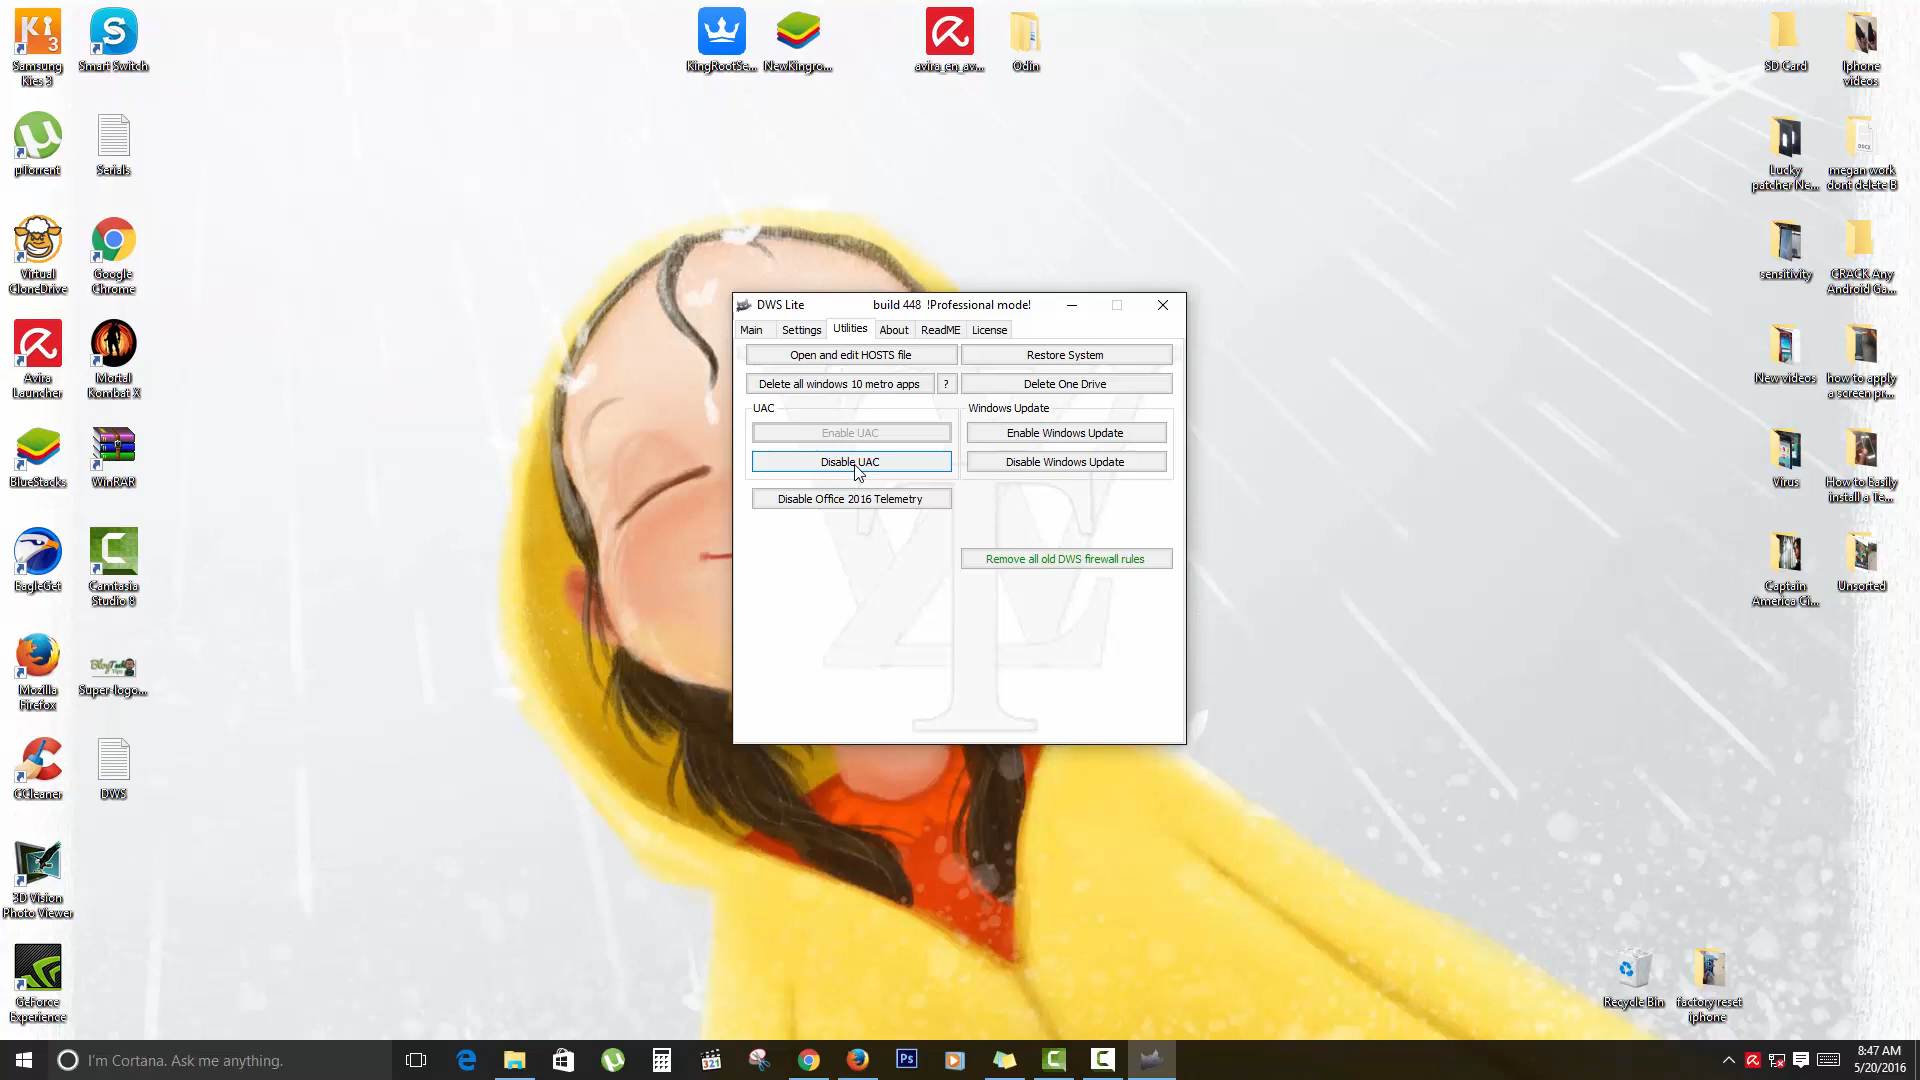 Samsung
Kies 3
Smart Switch
µTorrent
Serials
Virtual
CloneDrive
Google
Chrome
Avira
Launcher
Mortal
Kombat X
BlueStacks
WinRAR
EagleGet
Camtasia
Studio 8
Mozilla
Firefox
Super-logo...
CCleaner
DWS
3D Vision
Photo Viewer
GeForce
Experience
KingRootSe...
NewKingro...
avira_en_av...
Odin
DWS Lite
build 448 !Professional mode!
Main
Settings
Utilities
About
ReadME
License
Open and edit HOSTS file
Restore System
Delete all windows 10 metro apps
?
Delete One Drive
UAC
Windows Update
Enable UAC
Enable Windows Update
Disable UAC
Disable Windows Update
Disable Office 2016 Telemetry
Remove all old DWS firewall rules
SD Card
Iphone
videos
Lucky
patcher Ne...
megan work
dont delete B
sensitivity
CRACK Any
Android Ga...
New videos
how to apply
a screen pr...
Virus
How to Easily
install a Te...
Captain
America Ci...
Unsorted
Recycle Bin
factory reset
iphone
I'm Cortana. Ask me anything.
8:47 AM
5/20/2016